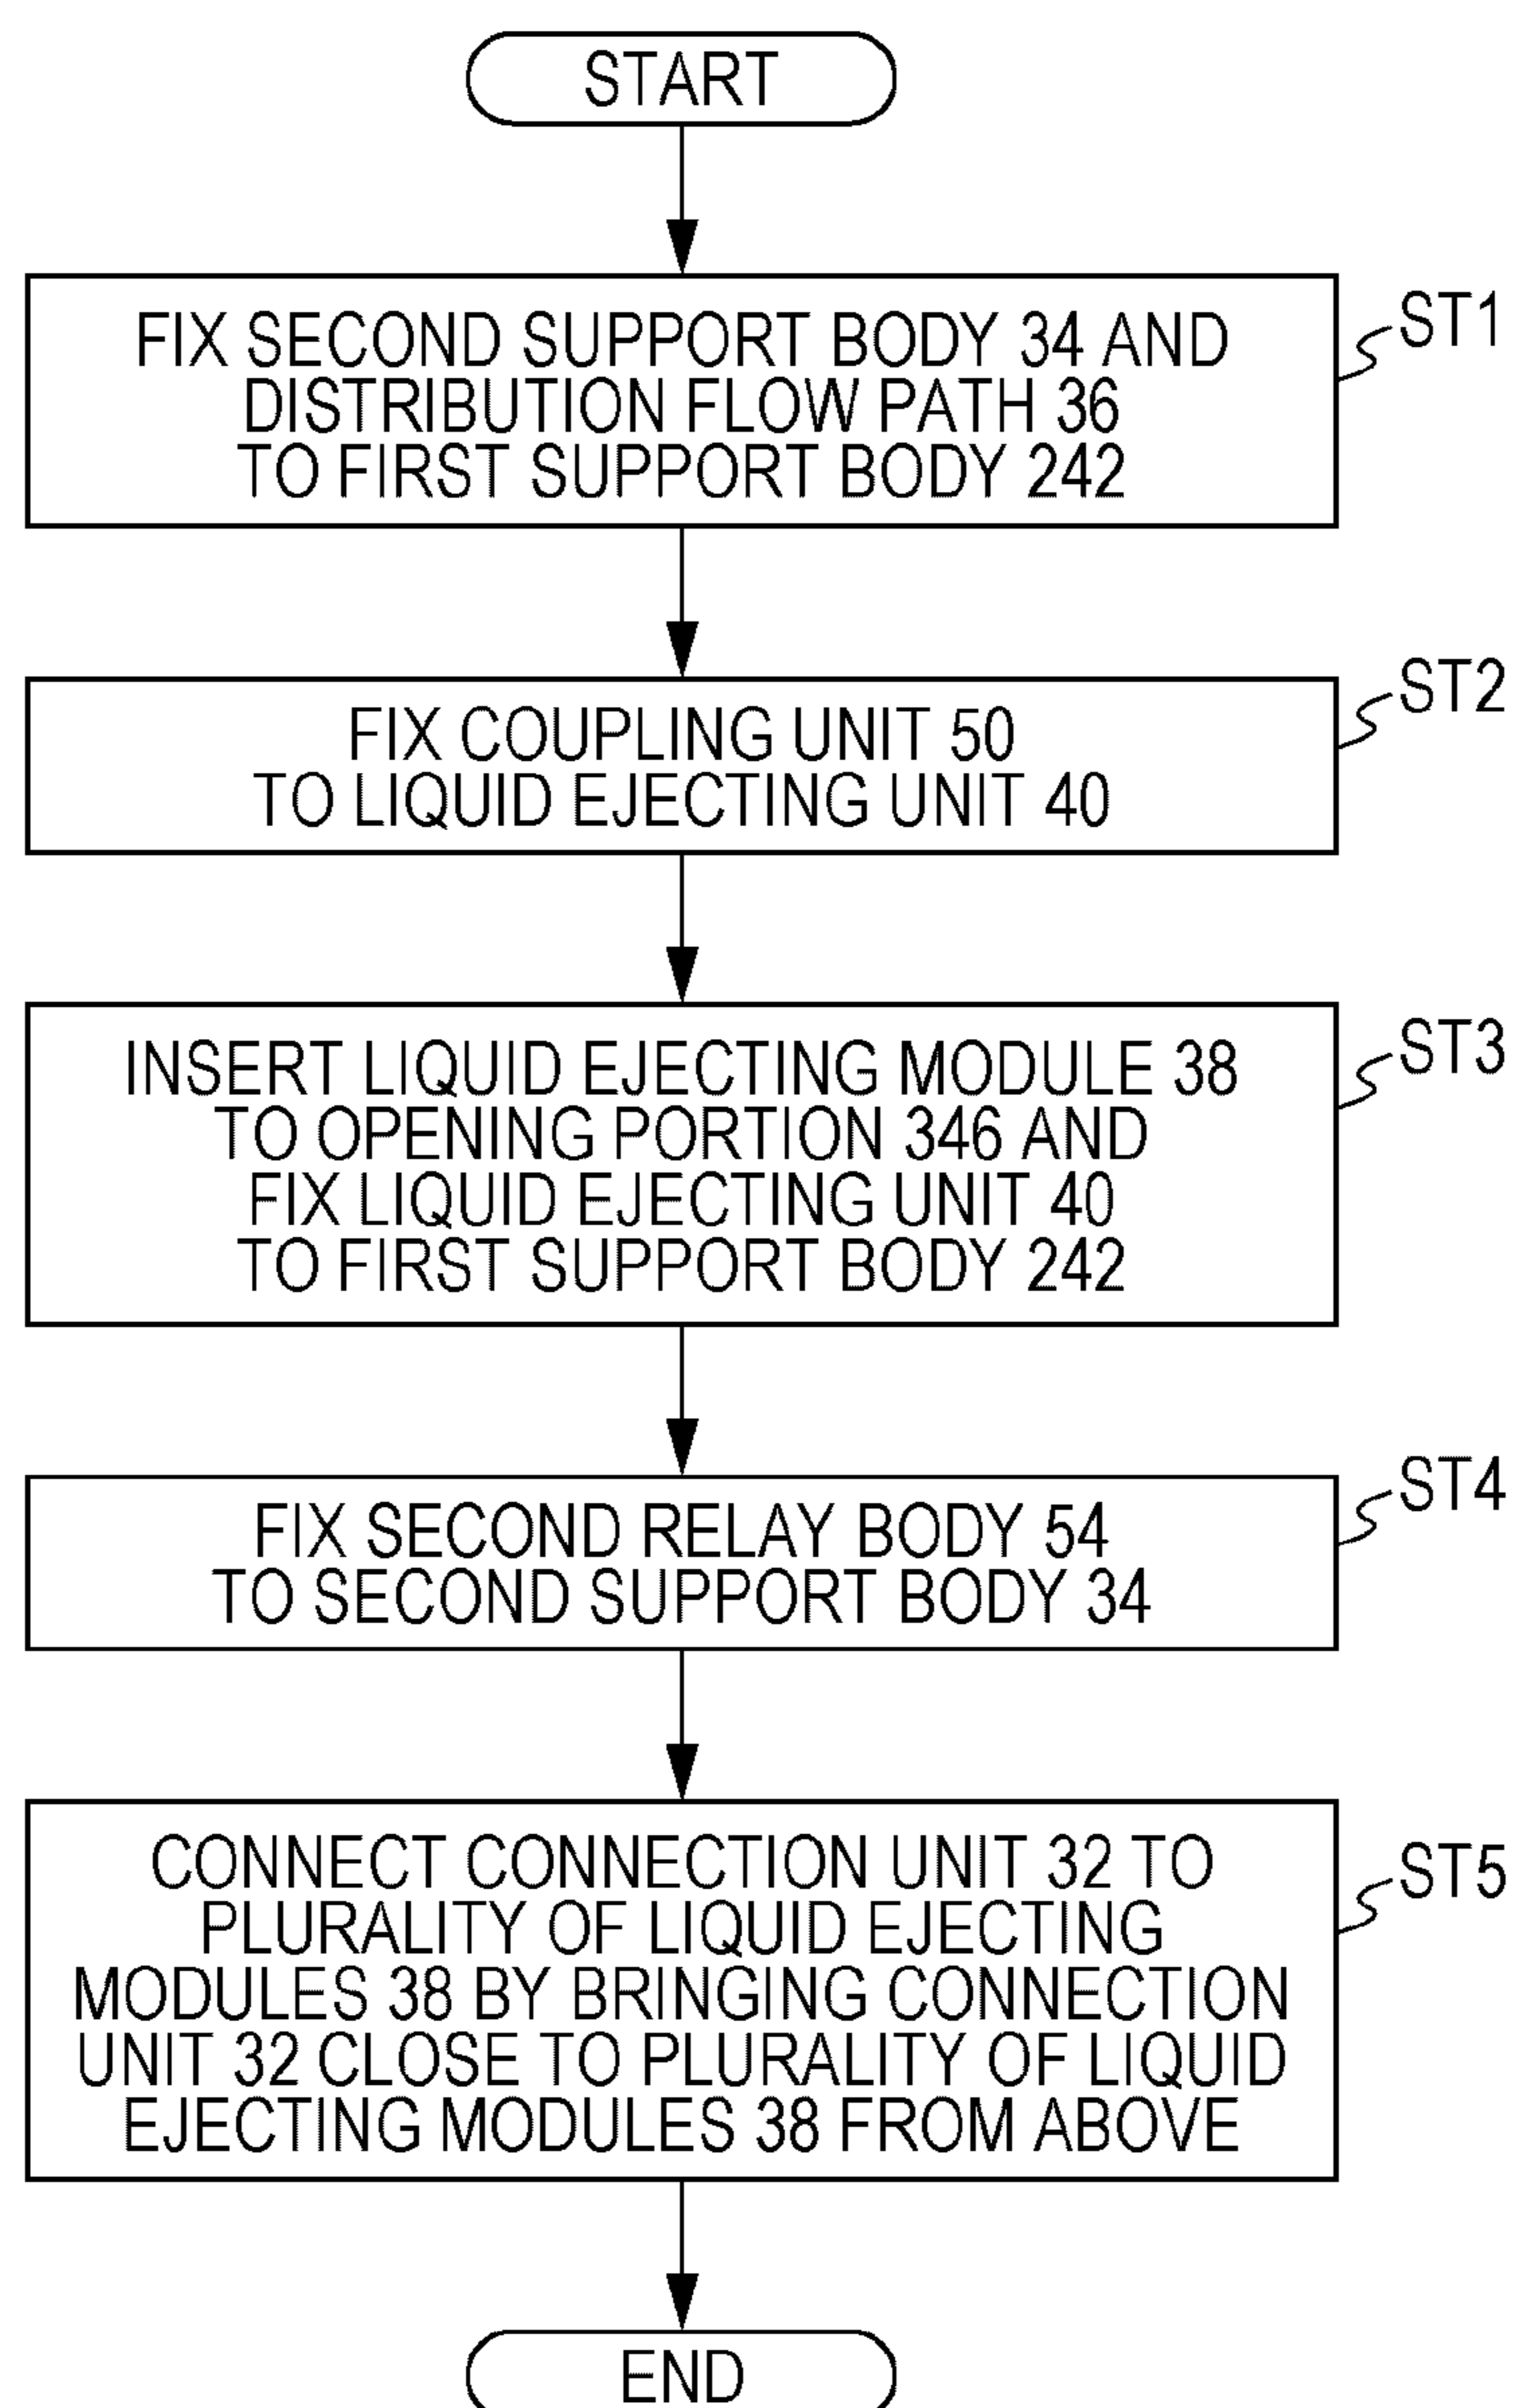 START
FIX SECOND SUPPORT BODY 34 AND
DISTRIBUTION FLOW PATH 36
TO FIRST SUPPORT BODY 242
ST1
FIX COUPLING UNIT 50
TO LIQUID EJECTING UNIT 40
ST2
INSERT LIQUID EJECTING MODULE 38
TO OPENING PORTION 346 AND
FIX LIQUID EJECTING UNIT 40
TO FIRST SUPPORT BODY 242
ST3
FIX SECOND RELAY BODY 54
TO SECOND SUPPORT BODY 34
ST4
CONNECT CONNECTION UNIT 32 TO
PLURALITY OF LIQUID EJECTING
MODULES 38 BY BRINGING CONNECTION
UNIT 32 CLOSE TO PLURALITY OF LIQUID
EJECTING MODULES 38 FROM ABOVE
ST5
END